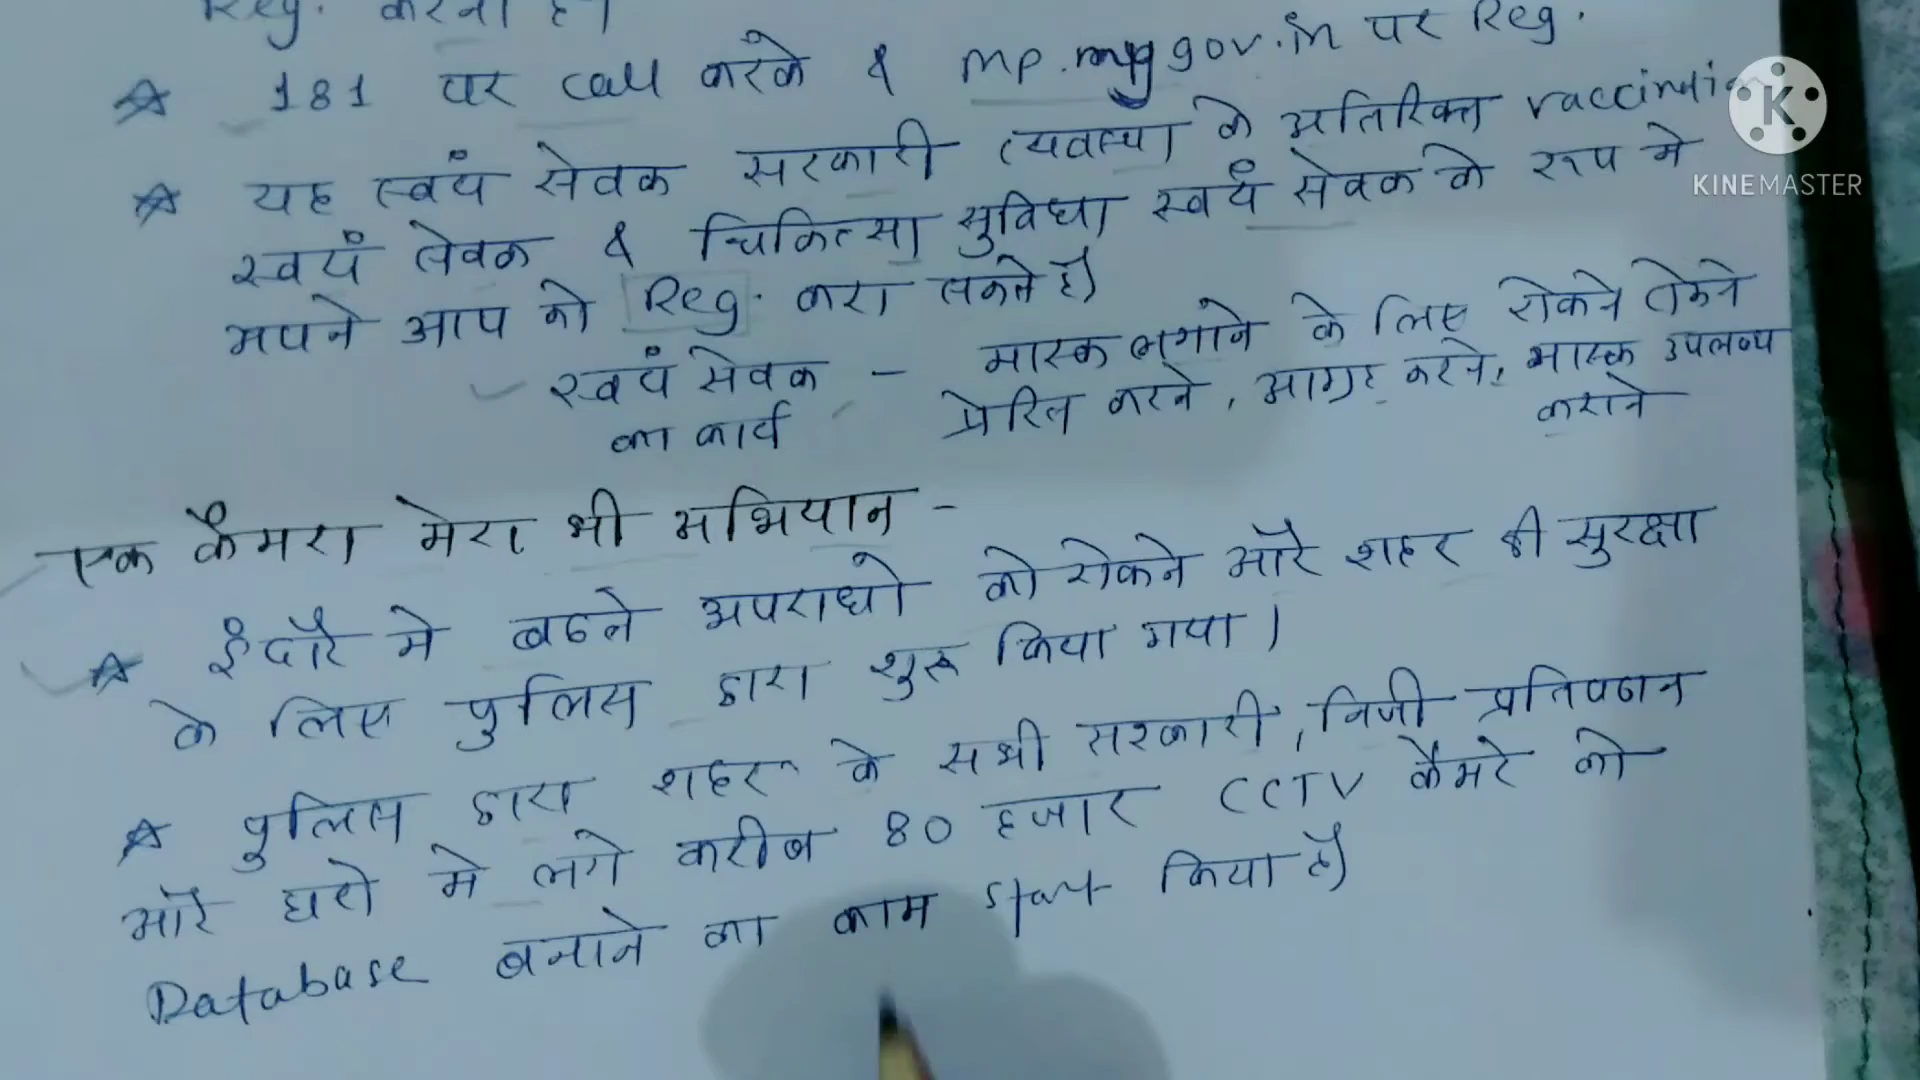 Reg. करना है।
☆ 181 पर call करके & mp.mygov.in पर Reg.
☆ यह स्वयं सेवक सरकारी व्यवस्था के अतिरिक्त vaccination
स्वयं सेवक & चिकित्सा सुविधा स्वयं सेवक के रूप मे
अपने आप को Reg. करा सकते है।
स्वयं सेवक – मास्क लगाने के लिए रोकने टोकने
का कार्य प्रेरित करने, आग्रह करने, मास्क उपलब्ध
कराने
एक कैमरा मेरा भी अभियान –
☆ इंदौर मे बढते अपराधो को रोकने और शहर की सुरक्षा
के लिए पुलिस द्वारा शुरू किया गया।
☆ पुलिस द्वारा शहर के सभी सरकारी, निजी
और घरो मे लगे करीब 80 हजार CCTV कैमरे को
Database बनाने का काम start किया है।
KINEMASTER